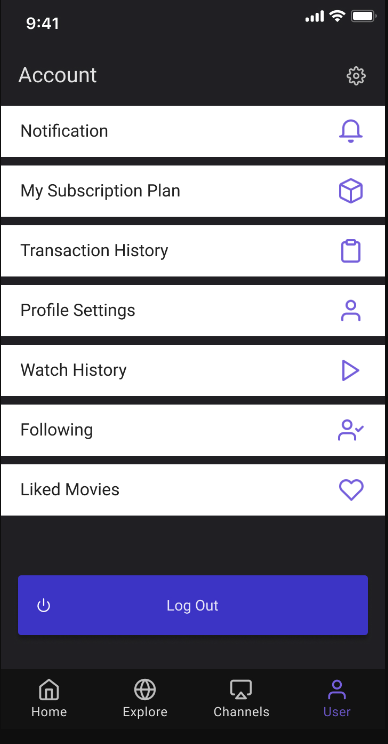 9:41
Account
Notification
My Subscription Plan
Transaction History
Profile Settings
Watch History
Following
Liked Movies
Log Out
Home Explore Channels User